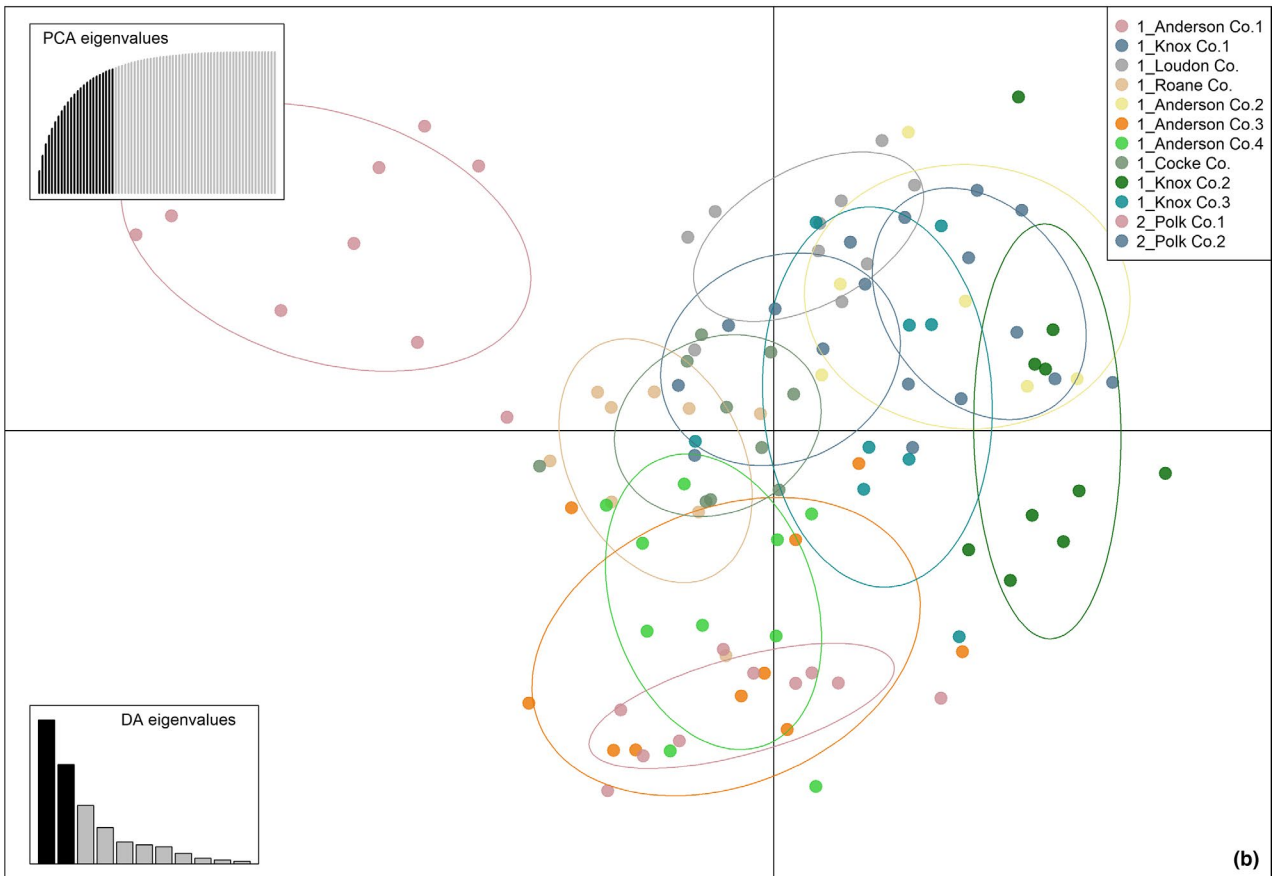 PCA eigenvalues
1_Anderson Co.1
1_Knox Co.1
1_Loudon Co.
1_Roane Co.
1_Anderson Co.2
1_Anderson Co.3
1_Anderson Co.4
1_Cocke Co.
1_Knox Co.2
1_Knox Co.3
2_Polk Co.1
2_Polk Co.2
DA eigenvalues
(b)